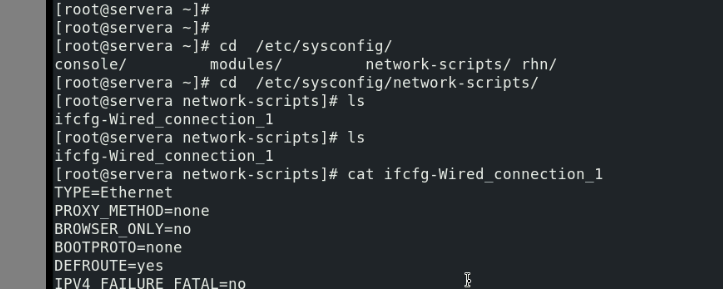 [root@servera ~]#
[root@servera ~]#
[root@servera ~]# cd  /etc/sysconfig/
console/         modules/         network-scripts/ rhn/
[root@servera ~]# cd  /etc/sysconfig/network-scripts/
[root@servera network-scripts]# ls
ifcfg-Wired_connection_1
[root@servera network-scripts]# ls
ifcfg-Wired_connection_1
[root@servera network-scripts]# cat ifcfg-Wired_connection_1
TYPE=Ethernet
PROXY_METHOD=none
BROWSER_ONLY=no
BOOTPROTO=none
DEFROUTE=yes
IPV4_FAILURE_FATAL=no